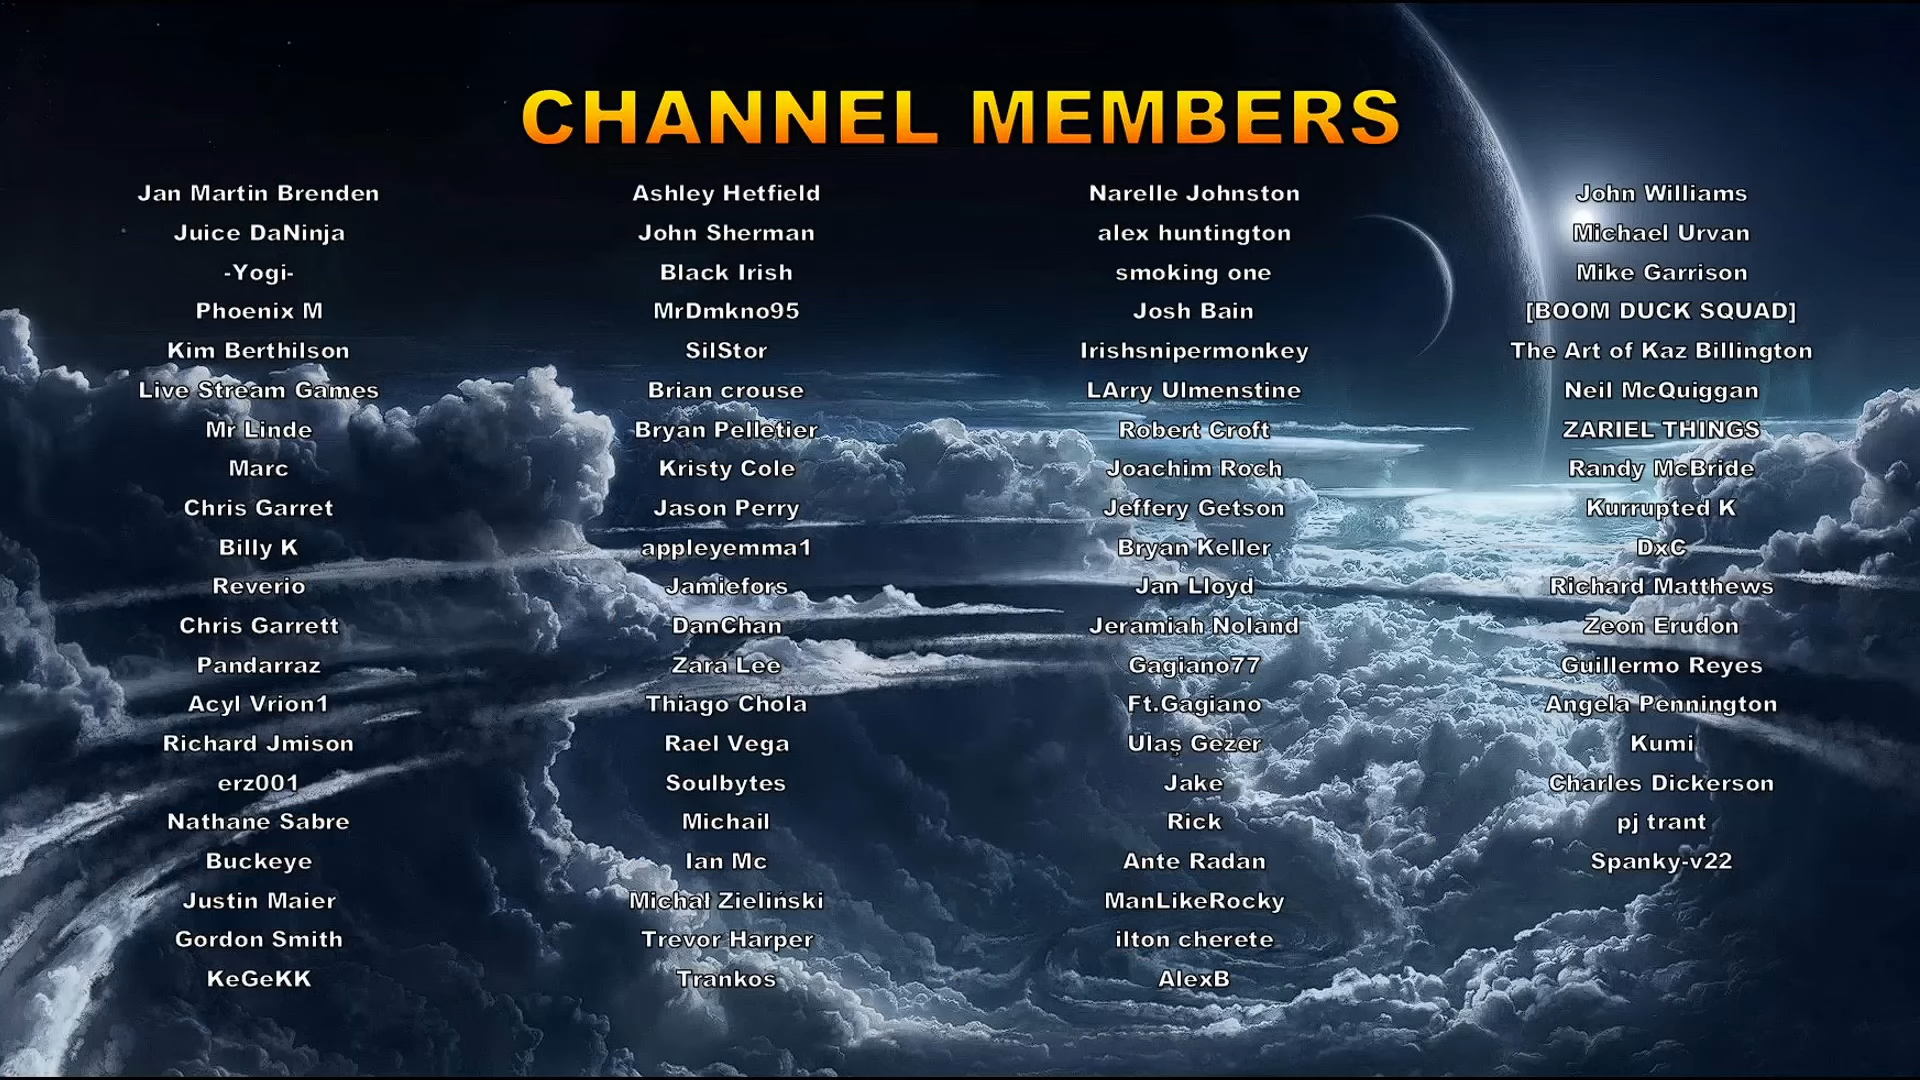 CHANNEL MEMBERS
Jan Martin Brenden
Juice DaNinja
-Yogi-
Phoenix M
Kim Berthilson
Live Stream Games
Mr Linde
Marc
Chris Garret
Billy K
Reverio
Chris Garrett
Pandarraz
Acyl Vrion1
Richard Jmison
erz001
Nathane Sabre
Buckeye
Justin Maier
Gordon Smith
KeGeKK
Ashley Hetfield
John Sherman
Black Irish
MrDmkno95
SilStor
Brian crouse
Bryan Pelletier
Kristy Cole
Jason Perry
appleyemma1
Jamiefors
DanChan
Zara Lee
Thiago Chola
Rael Vega
Soulbytes
Michail
Ian Mc
Michał Zieliński
Trevor Harper
Trankos
Narelle Johnston
alex huntington
smoking one
Josh Bain
Irishsnipermonkey
LArry Ulmenstine
Robert Croft
Joachim Roch
Jeffery Getson
Bryan Keller
Jan Lloyd
Jeramiah Noland
Gagiano77
Ft.Gagiano
Ulaş Gezer
Jake
Rick
Ante Radan
ManLikeRocky
ilton cherete
AlexB
John Williams
Michael Urvan
Mike Garrison
[BOOM DUCK SQUAD]
The Art of Kaz Billington
Neil McQuiggan
ZARIEL THINGS
Randy McBride
Kurrupted K
DxC
Richard Matthews
Zeon Erudon
Guillermo Reyes
Angela Pennington
Kumi
Charles Dickerson
pj trant
Spanky-v22